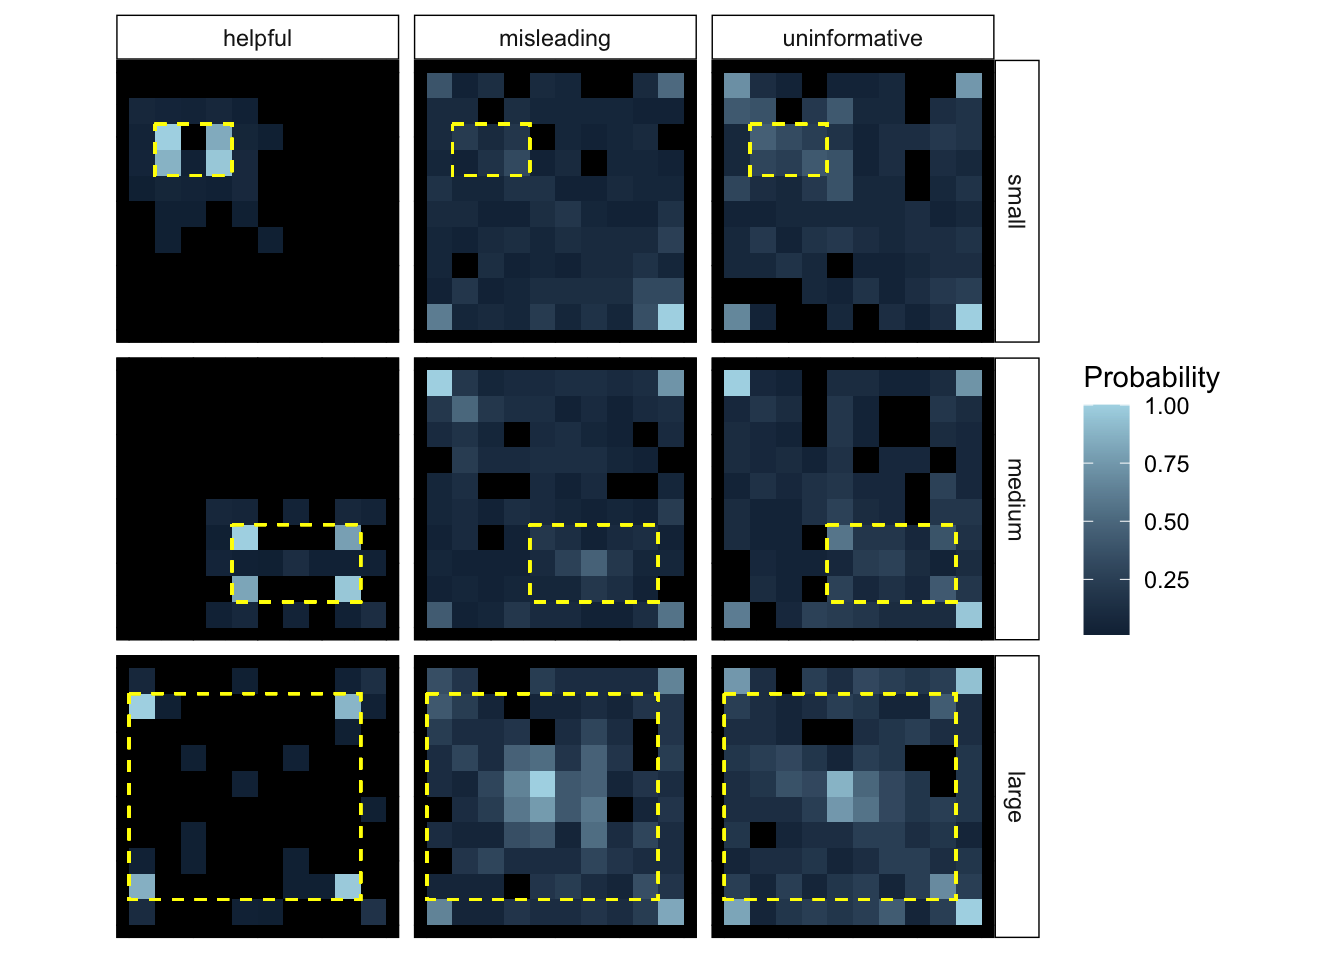 helpful
misleading
uninformative
small
medium
large
Probability
1.00
0.75
0.50
0.25